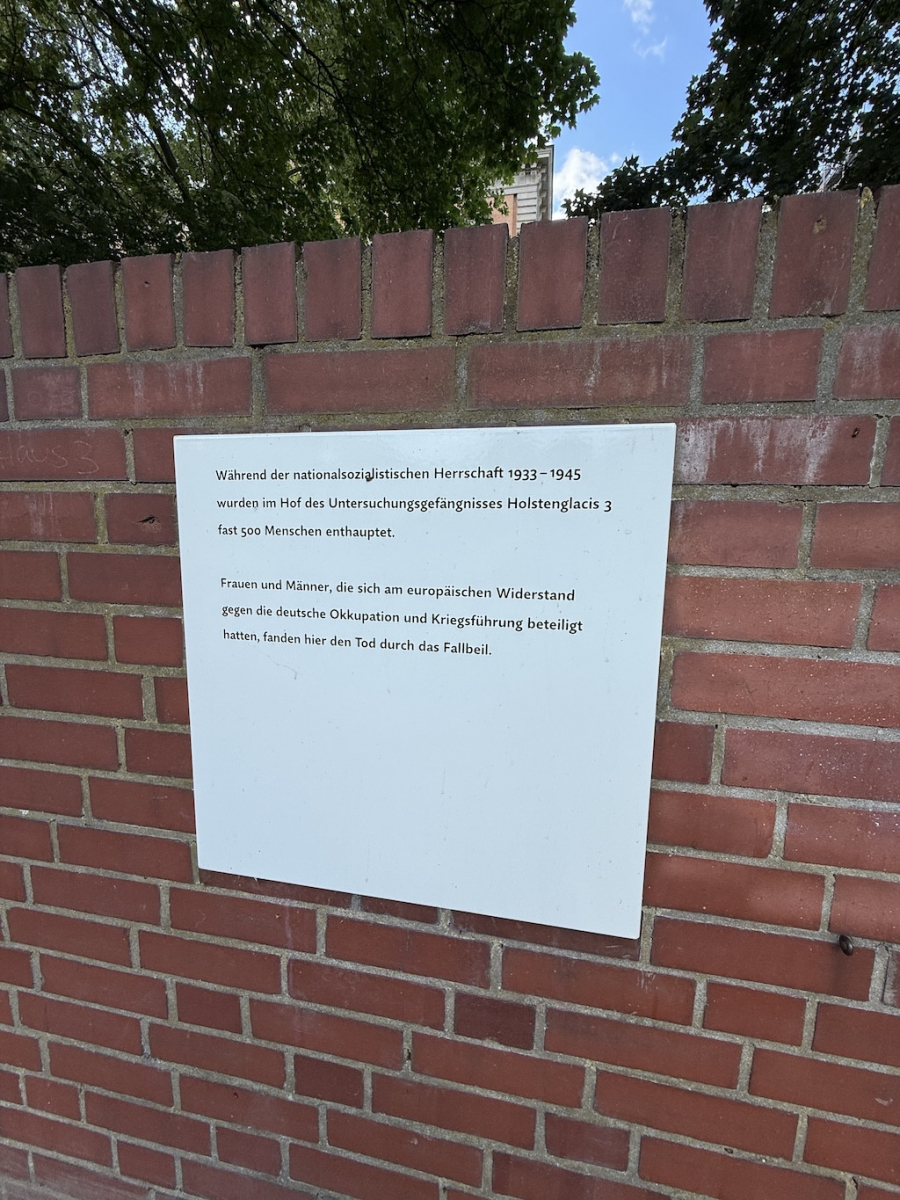 Während der nationalsozialistischen Herrschaft 1933 – 1945
wurden im Hof des Untersuchungsgefängnisses Holstenglacis 3
fast 500 Menschen enthauptet.
Frauen und Männer, die sich am europäischen Widerstand
gegen die deutsche Okkupation und Kriegsführung beteiligt
hatten, fanden hier den Tod durch das Fallbeil.
Haus 3